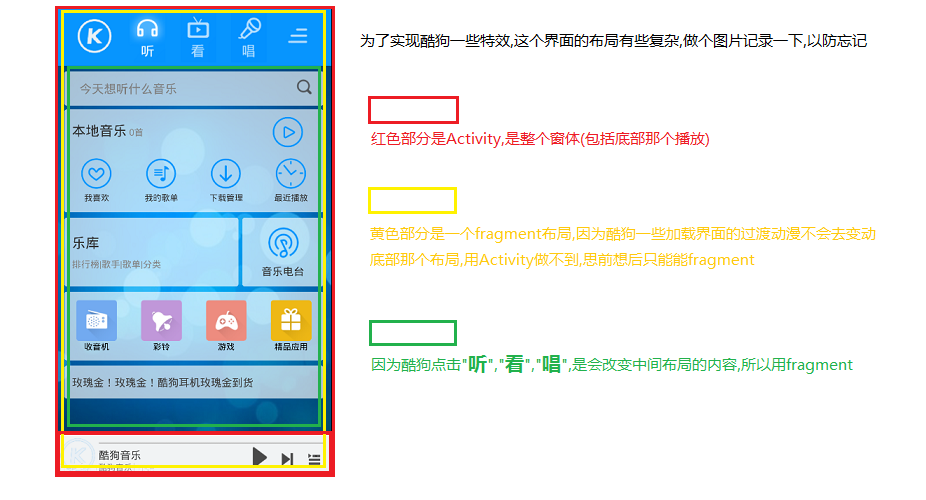 K
听
看
唱
今天想听什么音乐
本地音乐 0首
我喜欢
我的歌单
下载管理
最近播放
乐库
排行榜|歌手|歌单|分类
音乐电台
收音机
彩铃
游戏
精品应用
玫瑰金！玫瑰金！酷狗耳机玫瑰金到货
K
酷狗音乐
酷狗音乐
为了实现酷狗一些特效,这个界面的布局有些复杂,做个图片记录一下,以防忘记
红色部分是Activity,是整个窗体(包括底部那个播放)
黄色部分是一个fragment布局,因为酷狗一些加载界面的过渡动漫不会去变动
底部那个布局,用Activity做不到,思前想后只能能fragment
因为酷狗点击"听","看","唱",是会改变中间布局的内容,所以用fragment